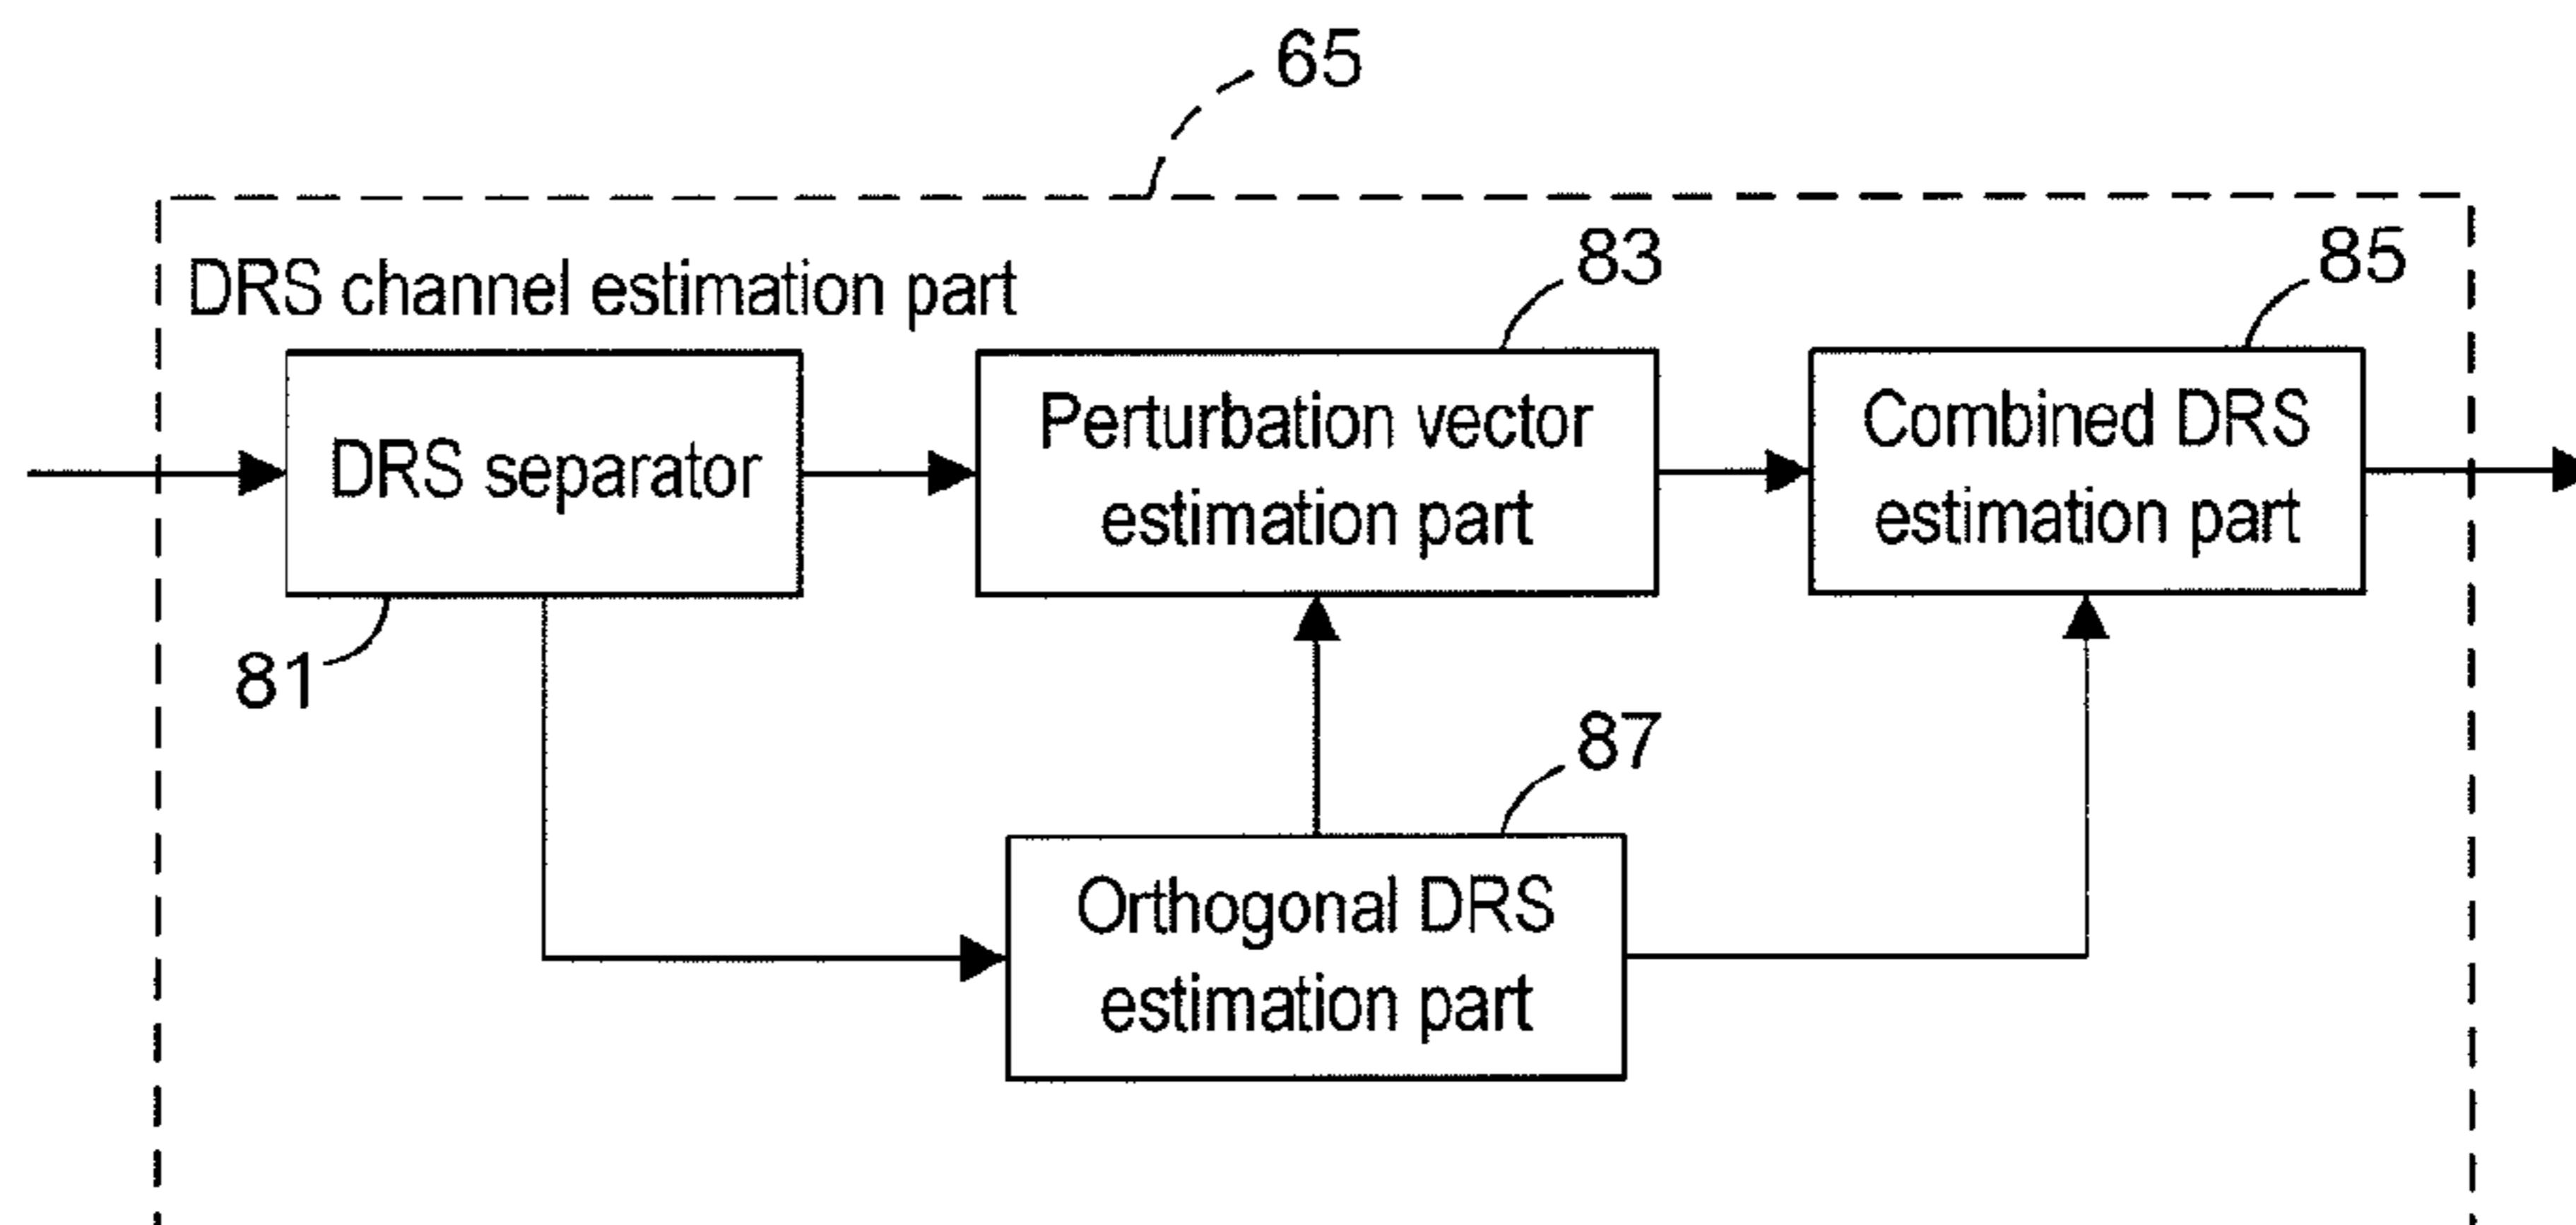 65
DRS channel estimation part
83
85
DRS separator
Perturbation vector
estimation part
Combined DRS
estimation part
81
87
Orthogonal DRS
estimation part